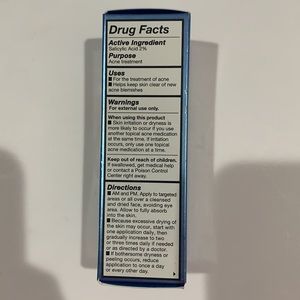 Drug Facts
Active Ingredient
Salicylic Acid 2%
Purpose
Acne treatment
Uses
■ For the treatment of acne
■ Helps keep skin clear of new
acne blemishes
Warnings
For external use only.
When using this product
■ Skin irritation or dryness is
more likely to occur if you use
another topical acne medication
at the same time. If irritation
occurs, only use one topical
acne medication at a time.
Keep out of reach of children.
If swallowed, get medical help
or contact a Poison Control
Center right away.
Directions
■ AM and PM. Apply to targeted
areas or all over a cleansed
and dried face, avoiding eye
area. Allow to fully absorb
into the skin.
■ Because excessive drying of
the skin may occur, start with
one application daily, then
gradually increase to two
or three times daily if needed
or as directed by a doctor.
■ If bothersome dryness or
peeling occurs, reduce
application to once a day
or every other day.